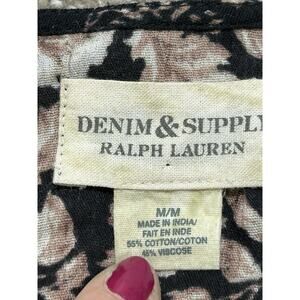 DENIM & SUPPLY
RALPH LAUREN
M/M
MADE IN INDIA/
FAIT EN INDE
55% COTTON/COTON
45% VISCOSE